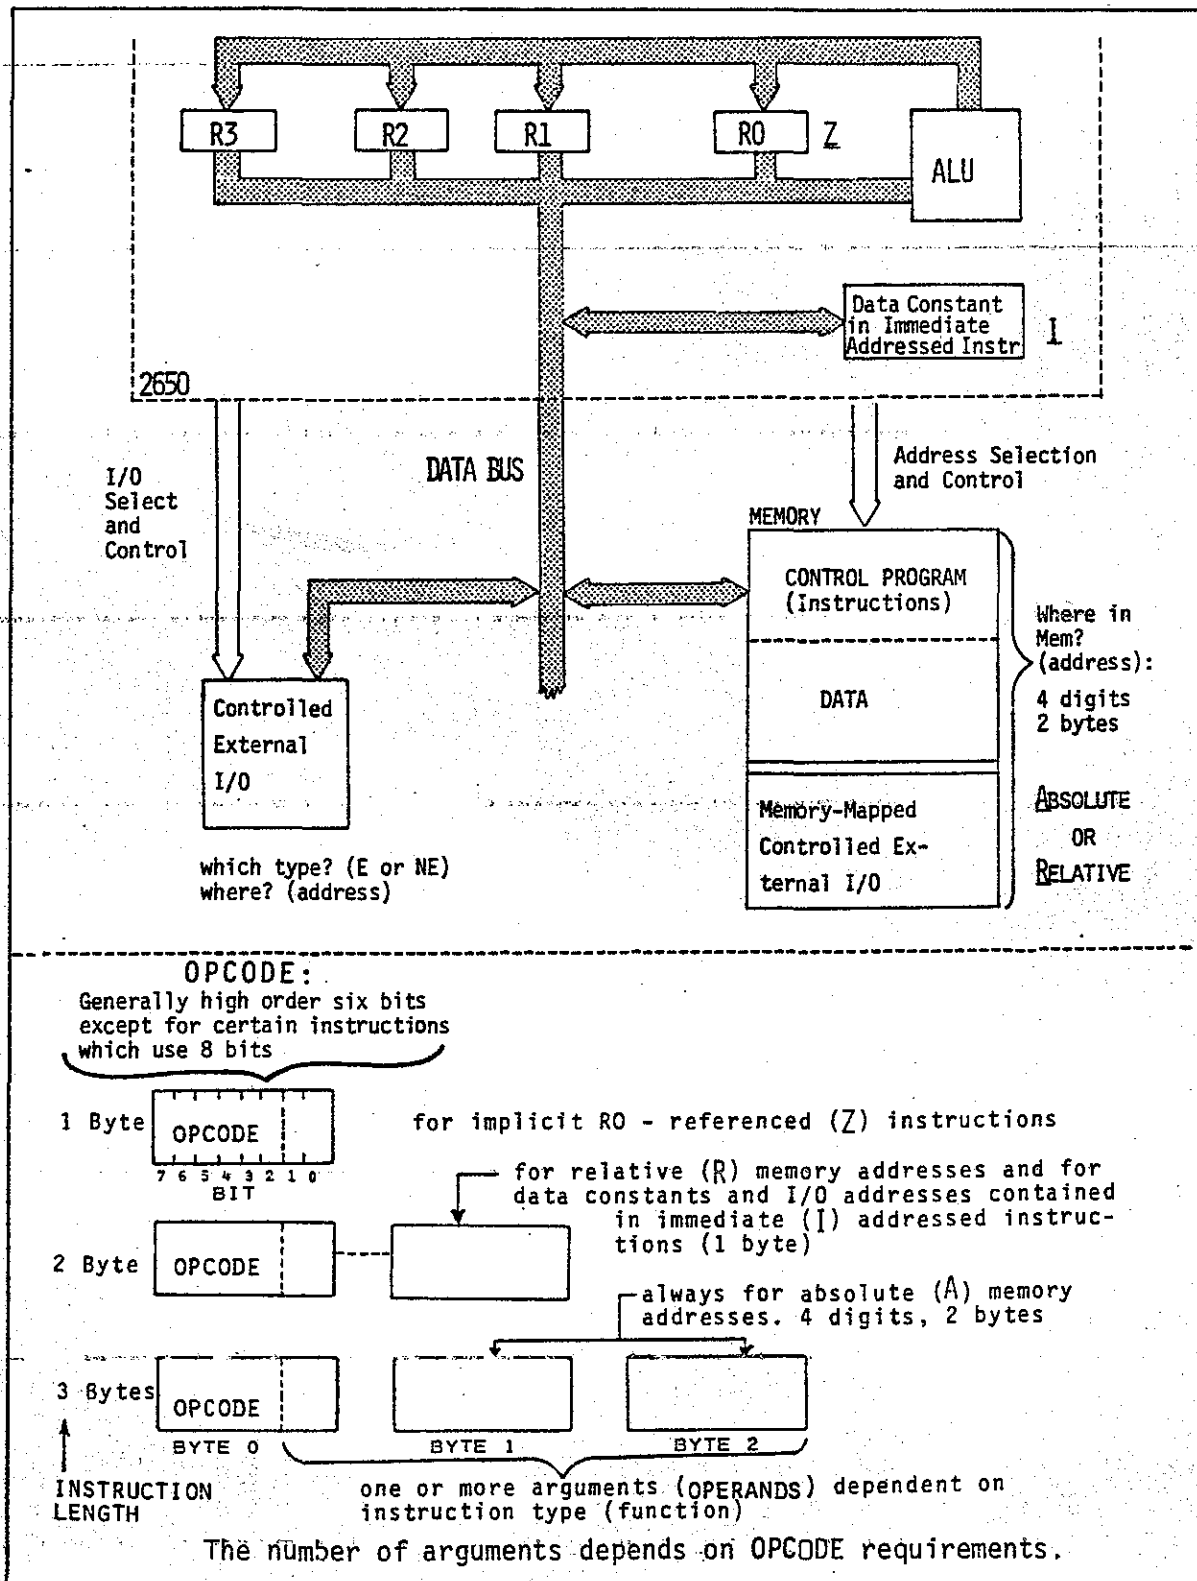 R3
R2
R1
R0
Z
ALU
Data Constant
in Immediate
Addressed Instr
I
2650
I/O
Select
and
Control
DATA BUS
Address Selection
and Control
MEMORY
CONTROL PROGRAM
(Instructions)
DATA
Where in
Mem?
(address):
4 digits
2 bytes
Controlled
External
I/O
Memory-Mapped
Controlled Ex-
ternal I/O
ABSOLUTE
OR
RELATIVE
which type? (E or NE)
where? (address)
OPCODE:
Generally high order six bits
except for certain instructions
which use 8 bits
1 Byte
OPCODE
7 6 5 4 3 2 1 0
BIT
for implicit RO - referenced (Z) instructions
for relative (R) memory addresses and for
data constants and I/O addresses contained
in immediate (I) addressed instruc-
tions (1 byte)
2 Byte
OPCODE
always for absolute (A) memory
addresses. 4 digits, 2 bytes
3 Bytes
OPCODE
BYTE 0
BYTE 1
BYTE 2
INSTRUCTION
LENGTH
one or more arguments (OPERANDS) dependent on
instruction type (function)
The number of arguments depends on OPCODE requirements.